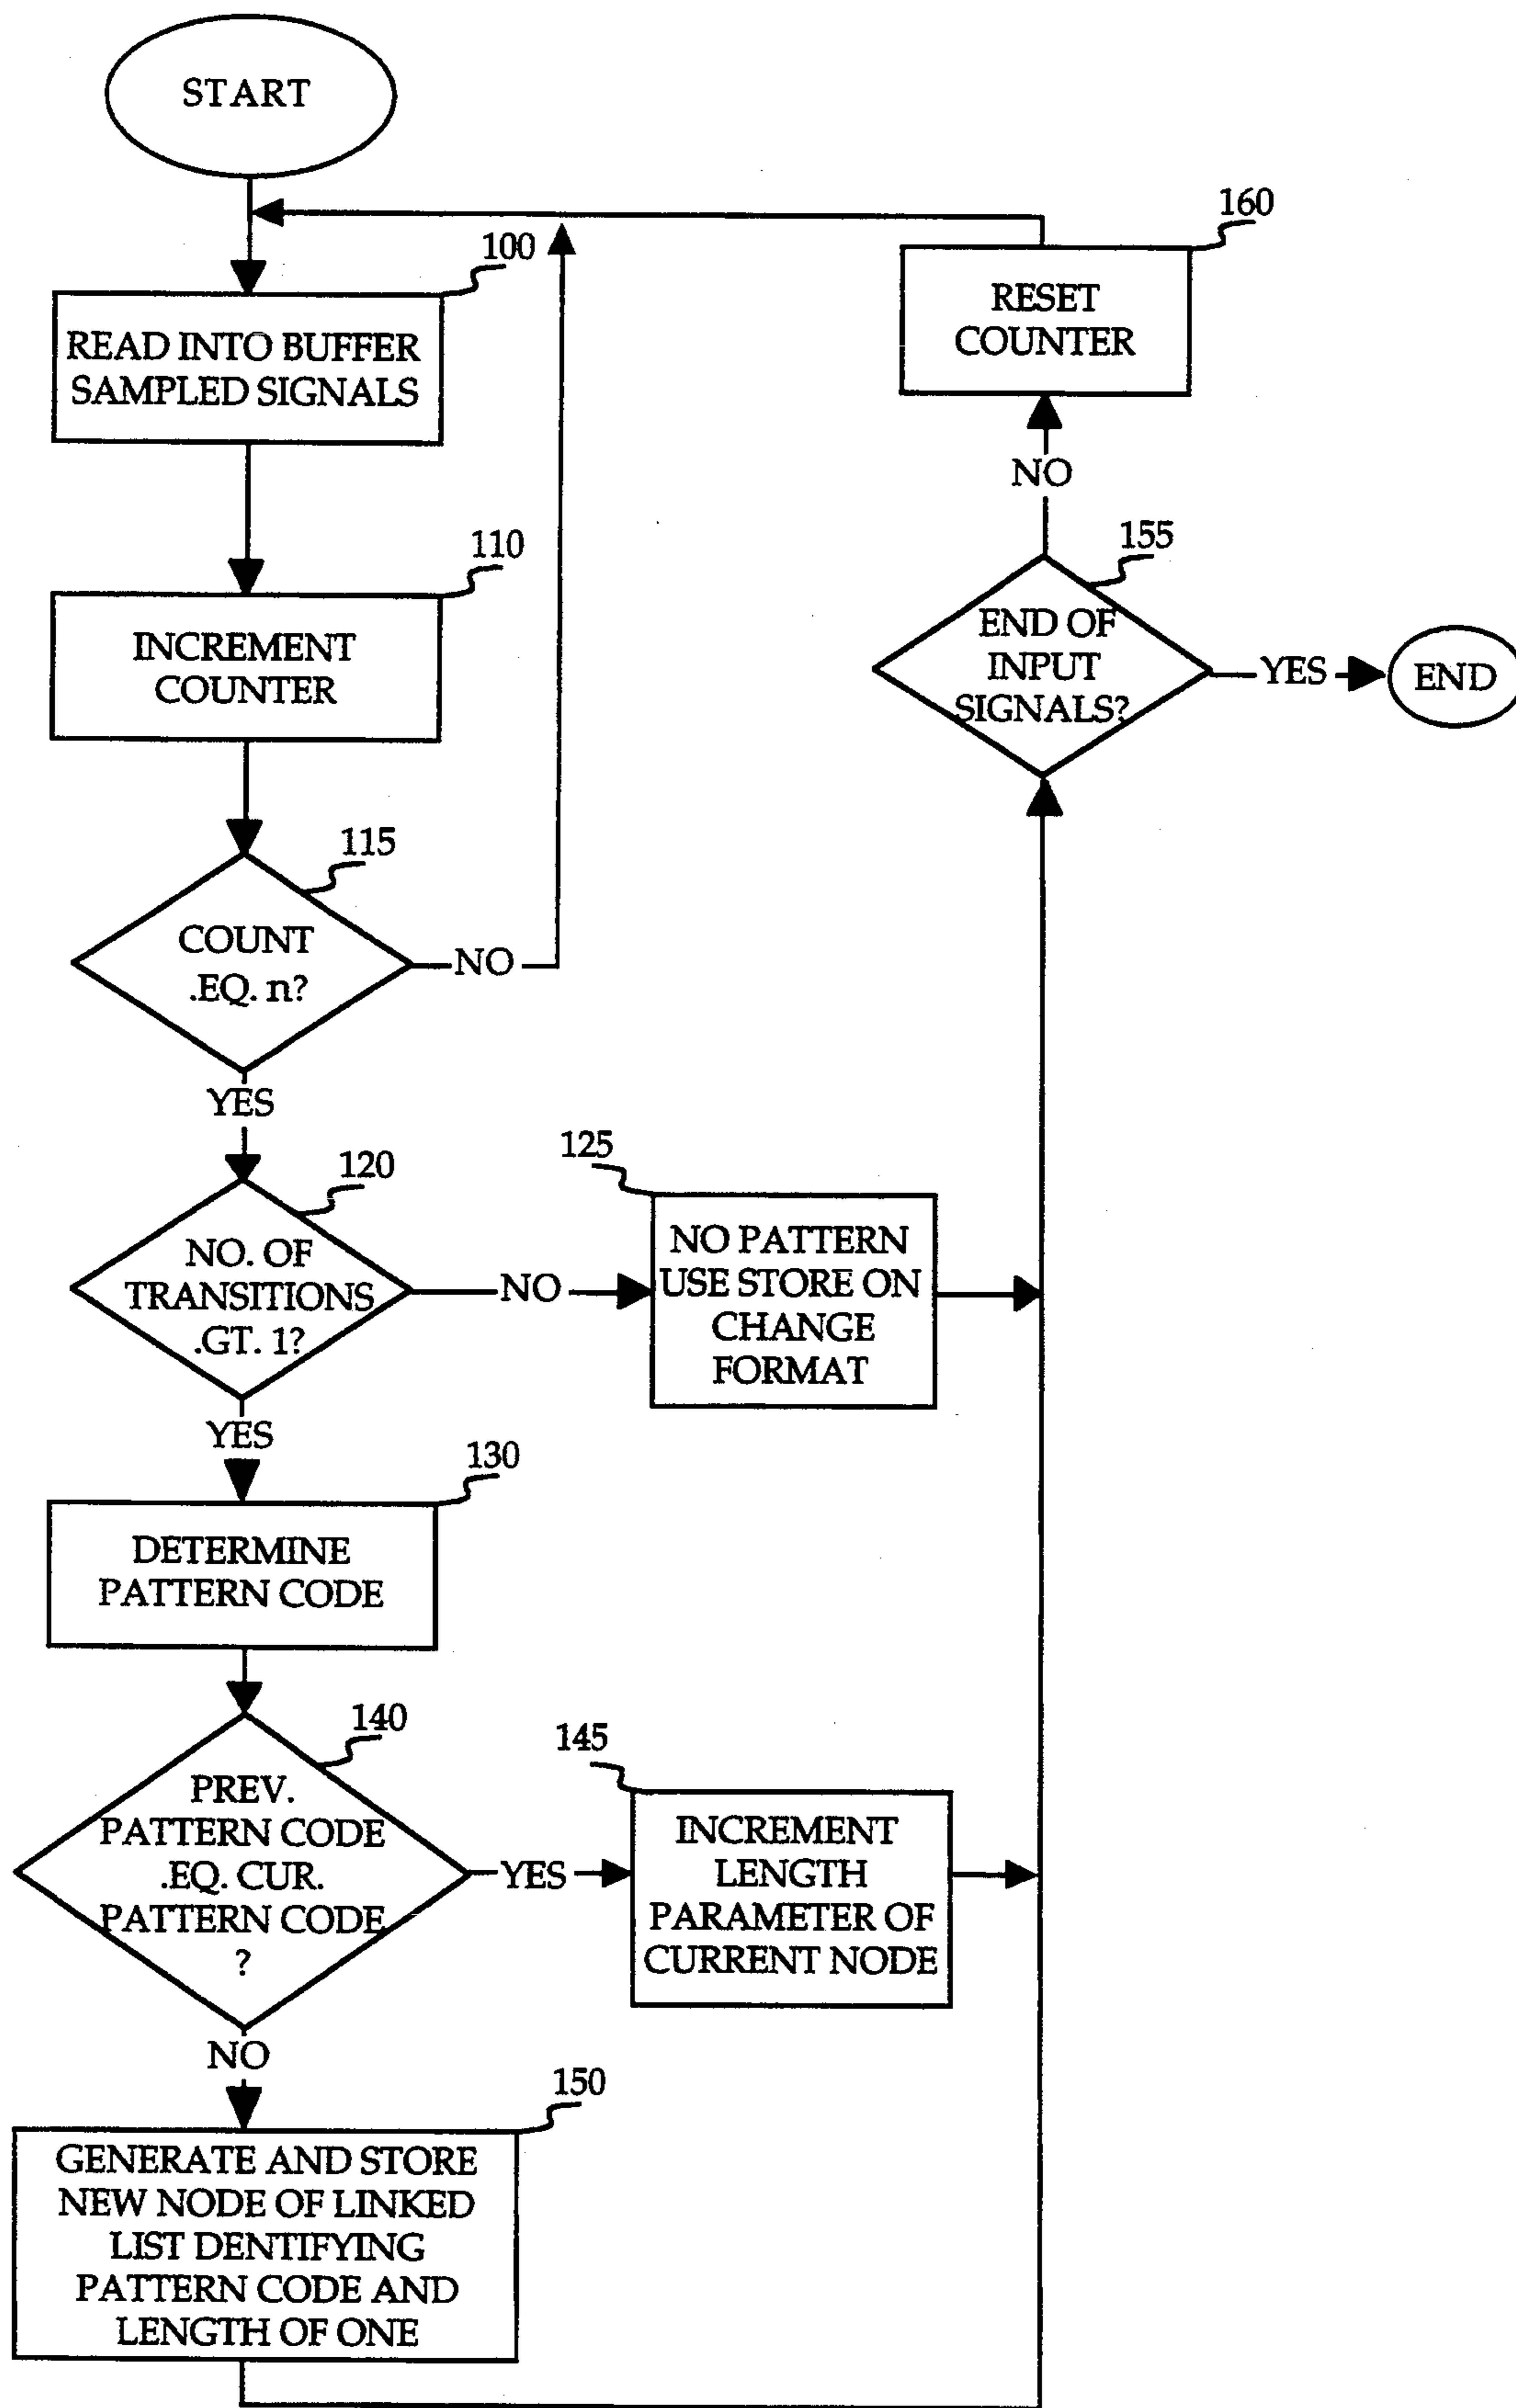 START
160
100
RESET
COUNTER
READ INTO BUFFER
SAMPLED SIGNALS
NO
110
155
INCREMENT
COUNTER
END OF
INPUT
SIGNALS?
YES
END
115
COUNT
.EQ. n?
NO
YES
120
125
NO. OF
TRANSITIONS
.GT. 1?
NO
NO PATTERN
USE STORE ON
CHANGE
FORMAT
YES
130
DETERMINE
PATTERN CODE
140
145
PREV.
PATTERN CODE
.EQ. CUR.
PATTERN CODE
?
YES
INCREMENT
LENGTH
PARAMETER OF
CURRENT NODE
NO
150
GENERATE AND STORE
NEW NODE OF LINKED
LIST DENTIFYING
PATTERN CODE AND
LENGTH OF ONE